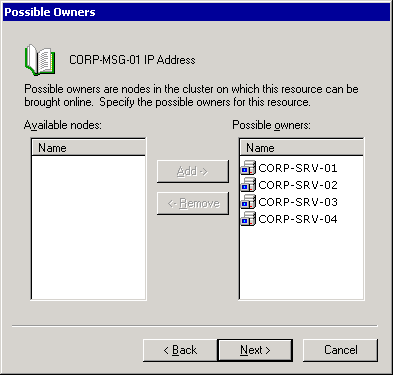 Possible Owners
CORP-MSG-01 IP Address
Possible owners are nodes in the cluster on which this resource can be
brought online. Specify the possible owners for this resource.
Available nodes:
Name
Add ->
<- Remove
Possible owners:
Name
CORP-SRV-01
CORP-SRV-02
CORP-SRV-03
CORP-SRV-04
< Back
Next >
Cancel